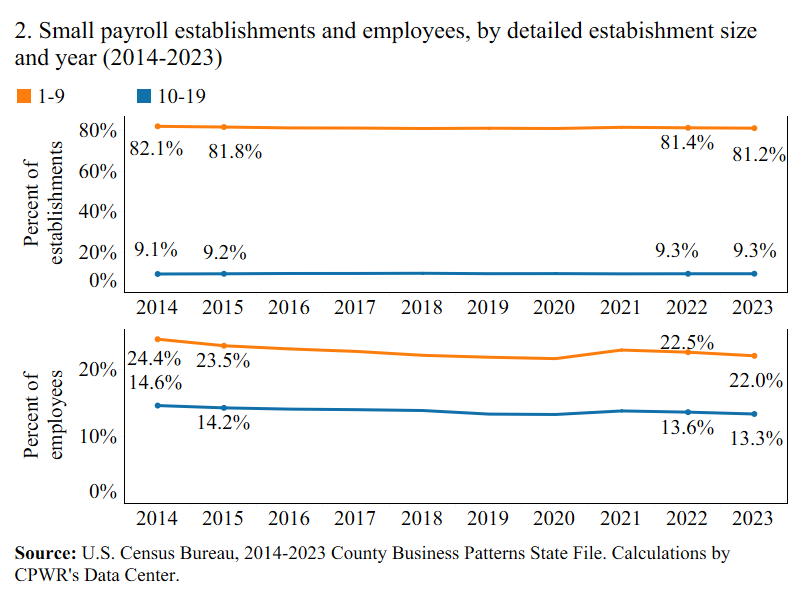 2. Small payroll establishments and employees, by detailed estabishment size
and year (2014-2023)
1-9 10-19
Percent of
establishments
80%
60%
40%
20%
0%
82.1% 81.8% 81.4% 81.2%
9.1% 9.2% 9.3% 9.3%
2014 2015 2016 2017 2018 2019 2020 2021 2022 2023
Percent of
employees
20%
10%
0%
24.4% 23.5% 22.5% 22.0%
14.6% 14.2% 13.6% 13.3%
2014 2015 2016 2017 2018 2019 2020 2021 2022 2023
Source: U.S. Census Bureau, 2014-2023 County Business Patterns State File. Calculations by
CPWR's Data Center.